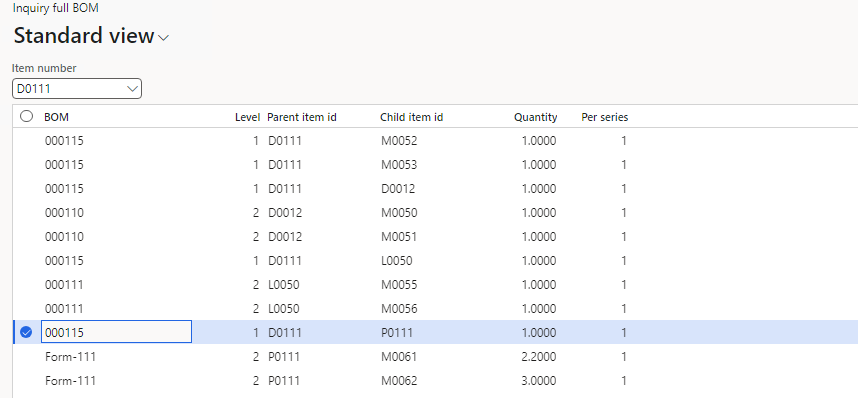 Inquiry full BOM
Standard view
Item number
D0111
BOM Level Parent item id Child item id Quantity Per series
000115 1 D0111 M0052 1.0000 1
000115 1 D0111 M0053 1.0000 1
000115 1 D0111 D0012 1.0000 1
000110 2 D0012 M0050 1.0000 1
000110 2 D0012 M0051 1.0000 1
000115 1 D0111 L0050 1.0000 1
000111 2 L0050 M0055 1.0000 1
000111 2 L0050 M0056 1.0000 1
000115 1 D0111 P0111 1.0000 1
Form-111 2 P0111 M0061 2.2000 1
Form-111 2 P0111 M0062 3.0000 1